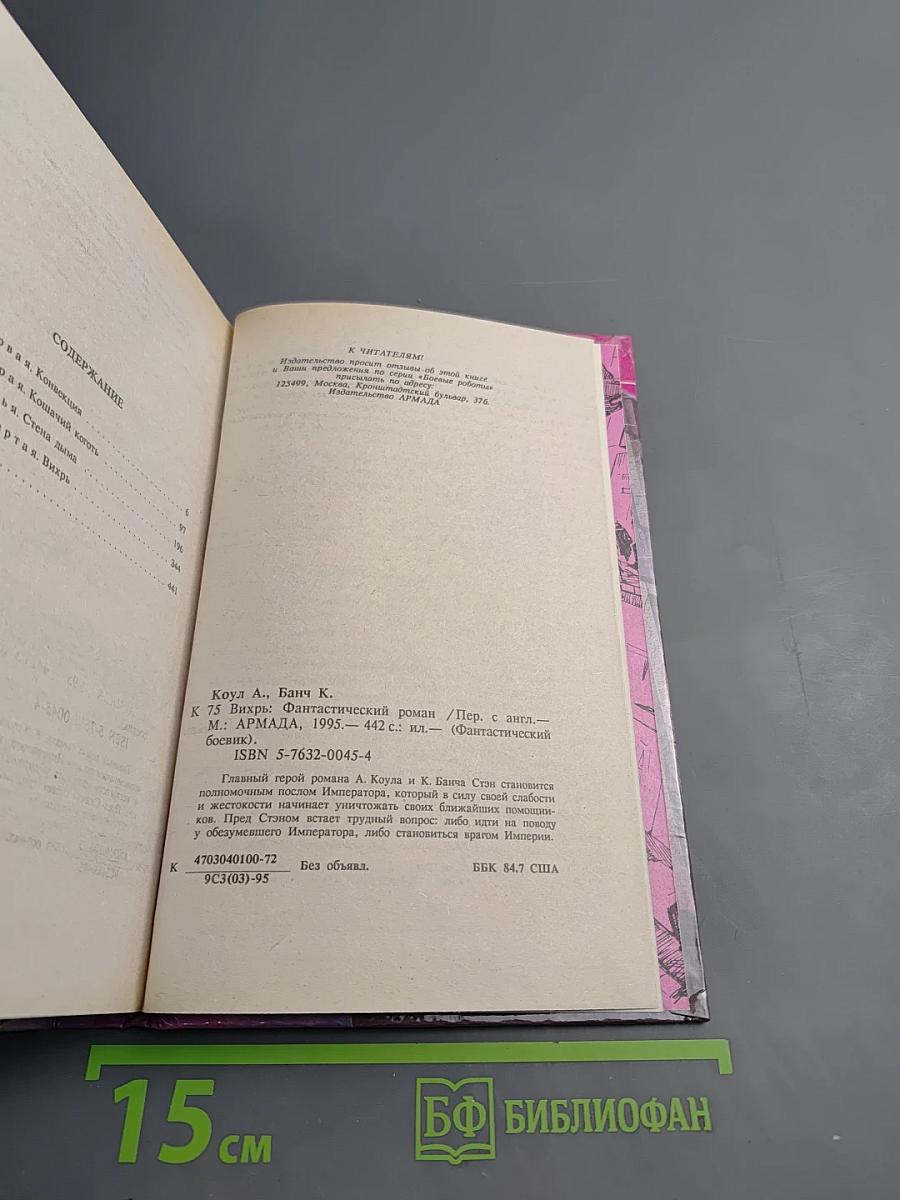 СОДЕРЖАНИЕ
вая. Конвекция
рая. Кошачий коготь
ья. Стена дыма
ертая. Вихрь
6
97
196
344
441
К ЧИТАТЕЛЯМ!
Издательство просит отзывы об этой книге
и Ваши предложения по серии «Боевые роботы»
присылать по адресу:
125499, Москва, Кронштадтский бульвар, 37б.
Издательство АРМАДА
Коул А., Банч К.
К 75 Вихрь: Фантастический роман /Пер. с англ.—
М.: АРМАДА, 1995.— 442 с.: ил.— (Фантастический
боевик).
ISBN 5-7632-0045-4
Главный герой романа А. Коула и К. Банча Стэн становится
полномочным послом Императора, который в силу своей слабости
и жестокости начинает уничтожать своих ближайших помощни-
ков. Пред Стэном встает трудный вопрос: либо идти на поводу
у обезумевшего Императора, либо становиться врагом Империи.
К 4703040100-72 Без объявл. ББК 84.7 США
9С3(03)-95
15 см
БФ БИБЛИОФАН